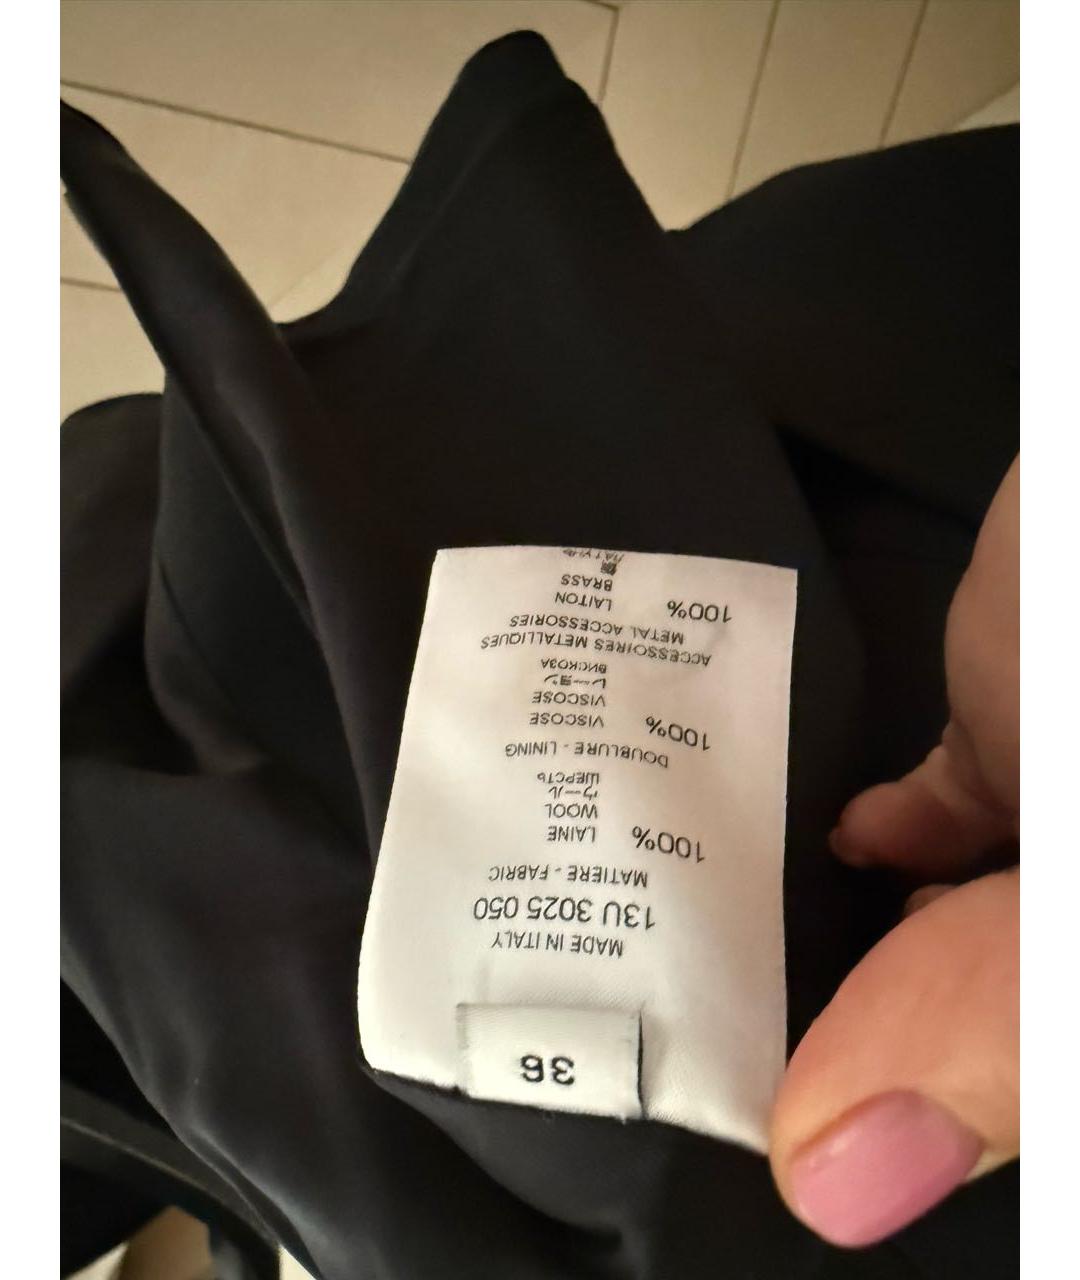 36
MADE IN ITALY
13U 3025 050
MATIERE - FABRIC
100% LAINE
WOOL
ウール
ШЕРСТЬ
DOUBLURE - LINING
100% VISCOSE
VISCOSE
レーヨン
ВИСКОЗА
ACCESSOIRES METALLIQUES
METAL ACCESSORIES
100% LAITON
BRASS
ЛАТУНЬ